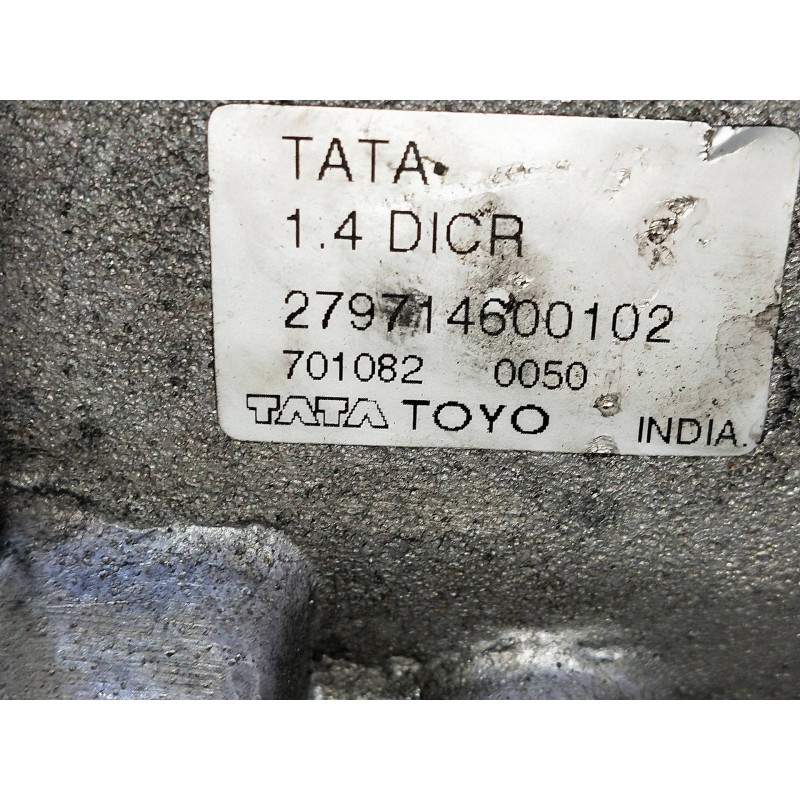 TATA
1.4 DICR
279714600102
701082 0050
TATA TOYO INDIA.